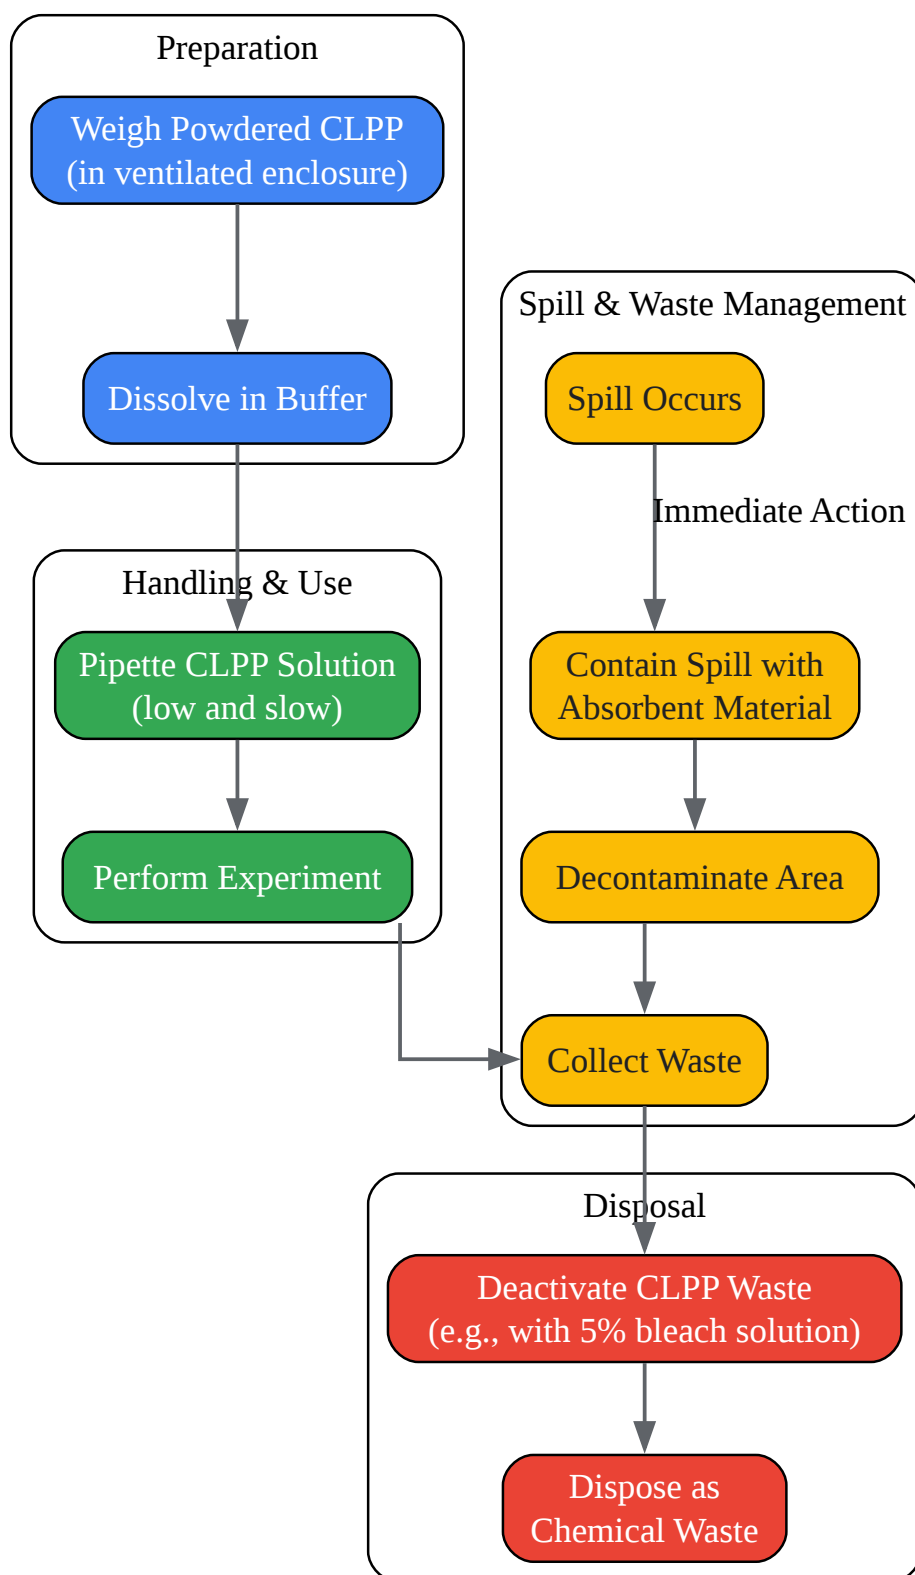 Preparation
Weigh Powdered CLPP
(in ventilated enclosure)
Dissolve in Buffer
Handling & Use
Pipette CLPP Solution
(low and slow)
Perform Experiment
Spill & Waste Management
Spill Occurs
Immediate Action
Contain Spill with
Absorbent Material
Decontaminate Area
Collect Waste
Disposal
Deactivate CLPP Waste
(e.g., with 5% bleach solution)
Dispose as
Chemical Waste